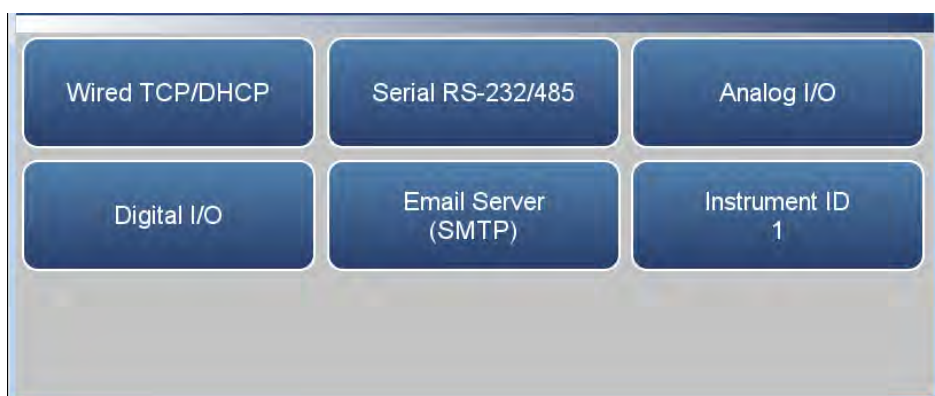 Wired TCP/DHCP
Serial RS-232/485
Analog I/O
Digital I/O
Email Server
(SMTP)
Instrument ID
1